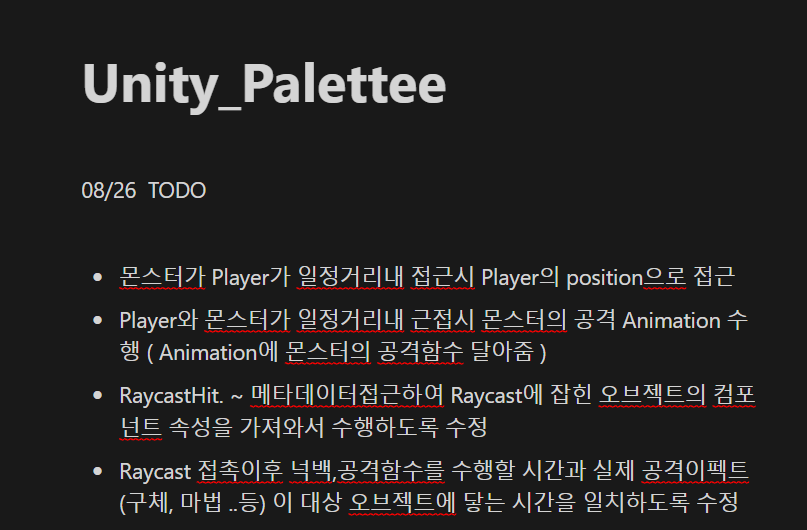 Unity_Palettee
08/26 TODO
몬스터가 Player가 일정거리내 접근시 Player의 position으로 접근
Player와 몬스터가 일정거리내 근접시 몬스터의 공격 Animation 수
행 ( Animation에 몬스터의 공격함수 달아줌 )
RaycastHit. ~ 메타데이터접근하여 Raycast에 잡힌 오브젝트의 컴포
넌트 속성을 가져와서 수행하도록 수정
Raycast 접촉이후 넉백,공격함수를 수행할 시간과 실제 공격이펙트
(구체, 마법 ..등) 이 대상 오브젝트에 닿는 시간을 일치하도록 수정